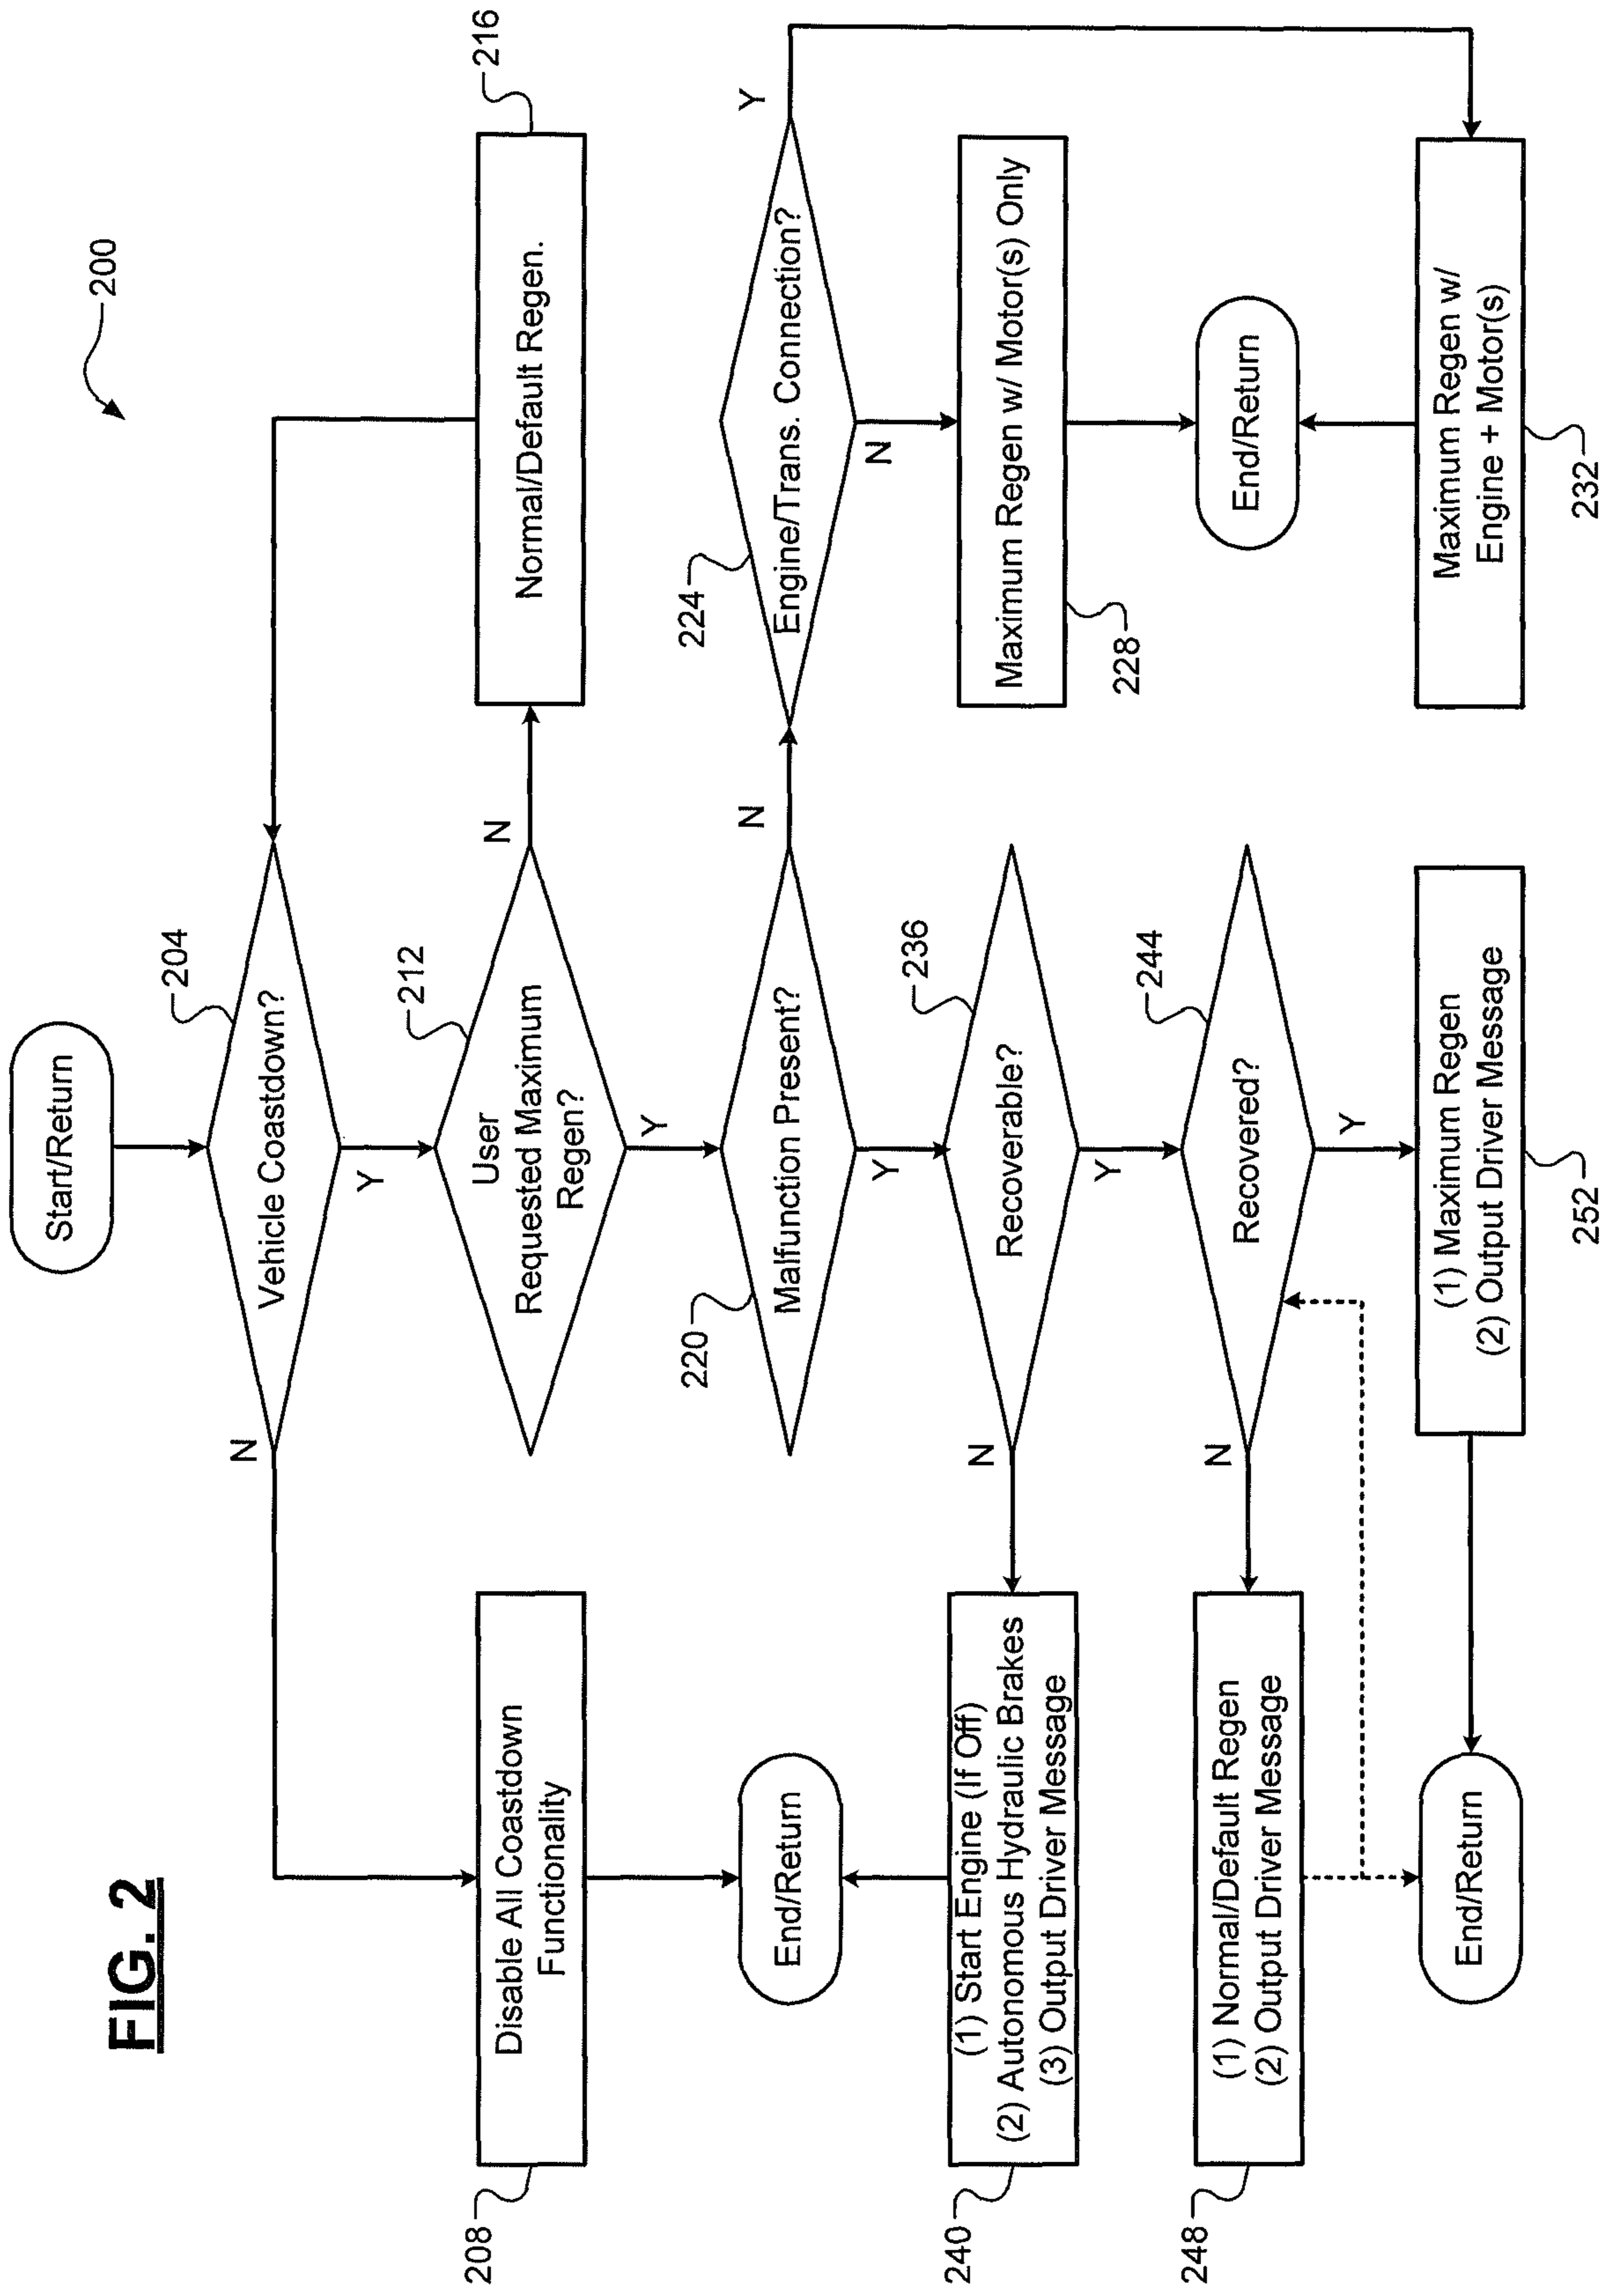 FIG. 2
200
Start/Return
204
Vehicle Coastdown?
N
Y
208
Disable All Coastdown
Functionality
212
User
Requested Maximum
Regen?
N
Y
216
Normal/Default Regen.
End/Return
220
Malfunction Present?
N
Y
224
Engine/Trans. Connection?
Y
N
240
(1) Start Engine (If Off)
(2) Autonomous Hydraulic Brakes
(3) Output Driver Message
236
Recoverable?
N
Y
Maximum Regen w/ Motor(s) Only
228
248
(1) Normal/Default Regen
(2) Output Driver Message
244
Recovered?
N
Y
End/Return
End/Return
(1) Maximum Regen
(2) Output Driver Message
252
Maximum Regen w/
Engine + Motor(s)
232